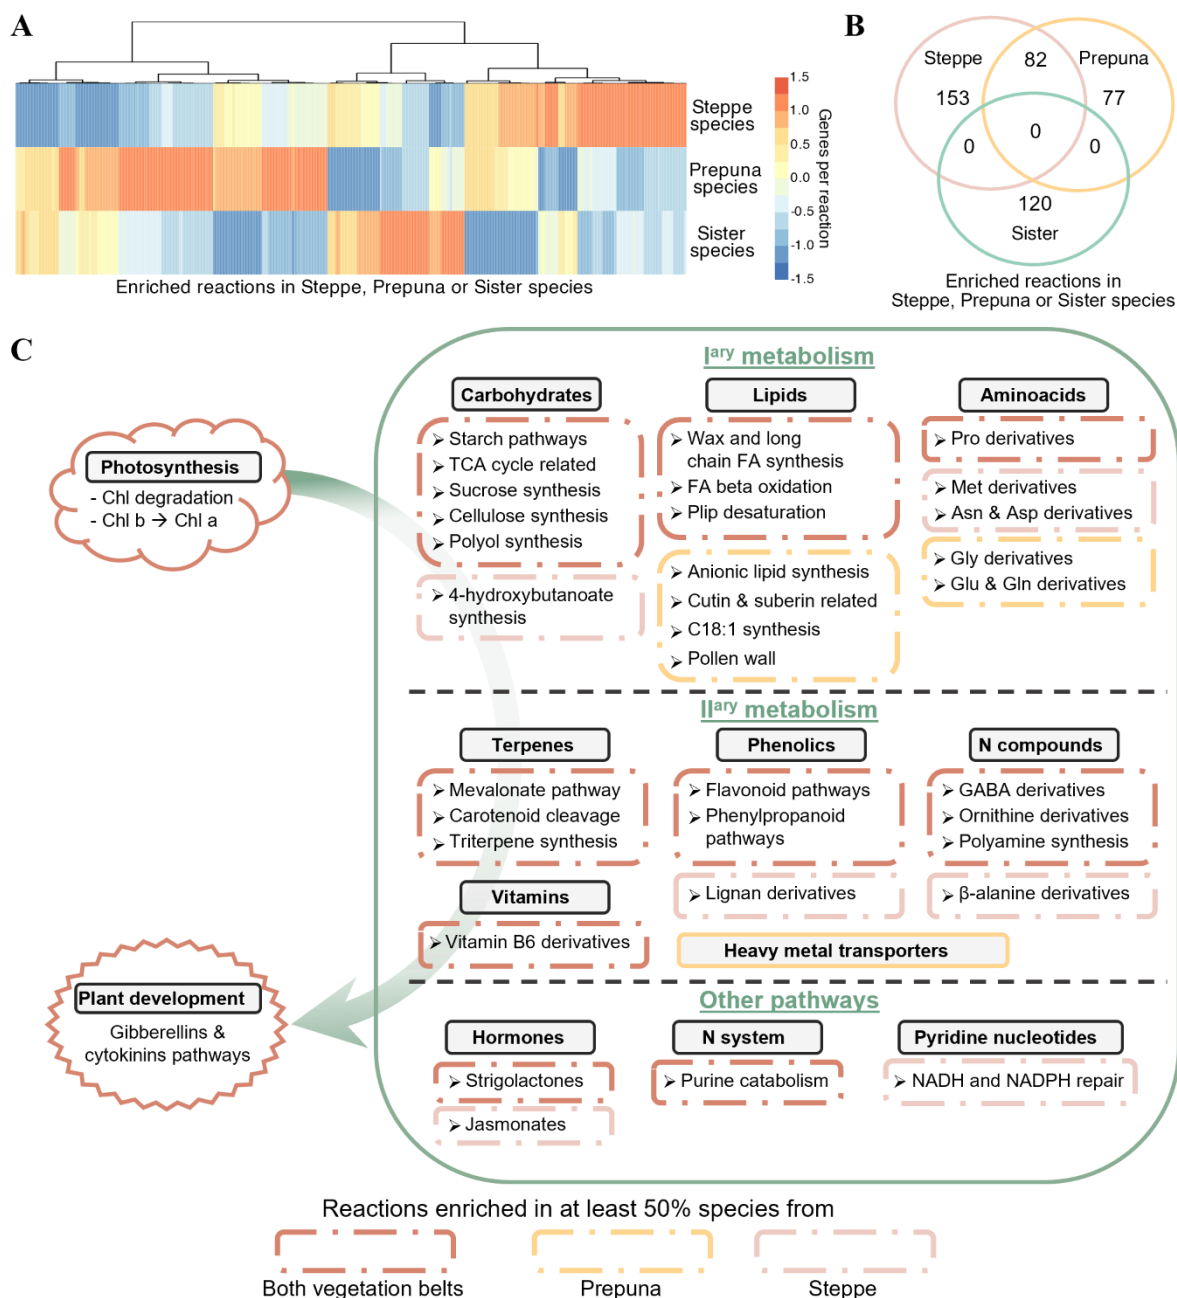 A
Steppe
species
Prepuna
species
Sister
species
1.5
1.0
0.5
0.0
-0.5
-1.0
-1.5
Genes per reaction
Enriched reactions in Steppe, Prepuna or Sister species
B
Steppe
82
Prepuna
153
77
0
0
0
120
Sister
Enriched reactions in
Steppe, Prepuna or Sister species
C
Iary metabolism
Carbohydrates
➢ Starch pathways
➢ TCA cycle related
➢ Sucrose synthesis
➢ Cellulose synthesis
➢ Polyol synthesis
➢ 4-hydroxybutanoate
synthesis
Lipids
➢ Wax and long
chain FA synthesis
➢ FA beta oxidation
➢ Plip desaturation
➢ Anionic lipid synthesis
➢ Cutin & suberin related
➢ C18:1 synthesis
➢ Pollen wall
Aminoacids
➢ Pro derivatives
➢ Met derivatives
➢ Asn & Asp derivatives
➢ Gly derivatives
➢ Glu & Gln derivatives
Photosynthesis
- Chl degradation
- Chl b → Chl a
IIary metabolism
Terpenes
➢ Mevalonate pathway
➢ Carotenoid cleavage
➢ Triterpene synthesis
Vitamins
➢ Vitamin B6 derivatives
Phenolics
➢ Flavonoid pathways
➢ Phenylpropanoid
pathways
➢ Lignan derivatives
N compounds
➢ GABA derivatives
➢ Ornithine derivatives
➢ Polyamine synthesis
➢ β-alanine derivatives
Heavy metal transporters
Plant development
Gibberellins &
cytokinins pathways
Other pathways
Hormones
➢ Strigolactones
➢ Jasmonates
N system
➢ Purine catabolism
Pyridine nucleotides
➢ NADH and NADPH repair
Reactions enriched in at least 50% species from
Both vegetation belts
Prepuna
Steppe